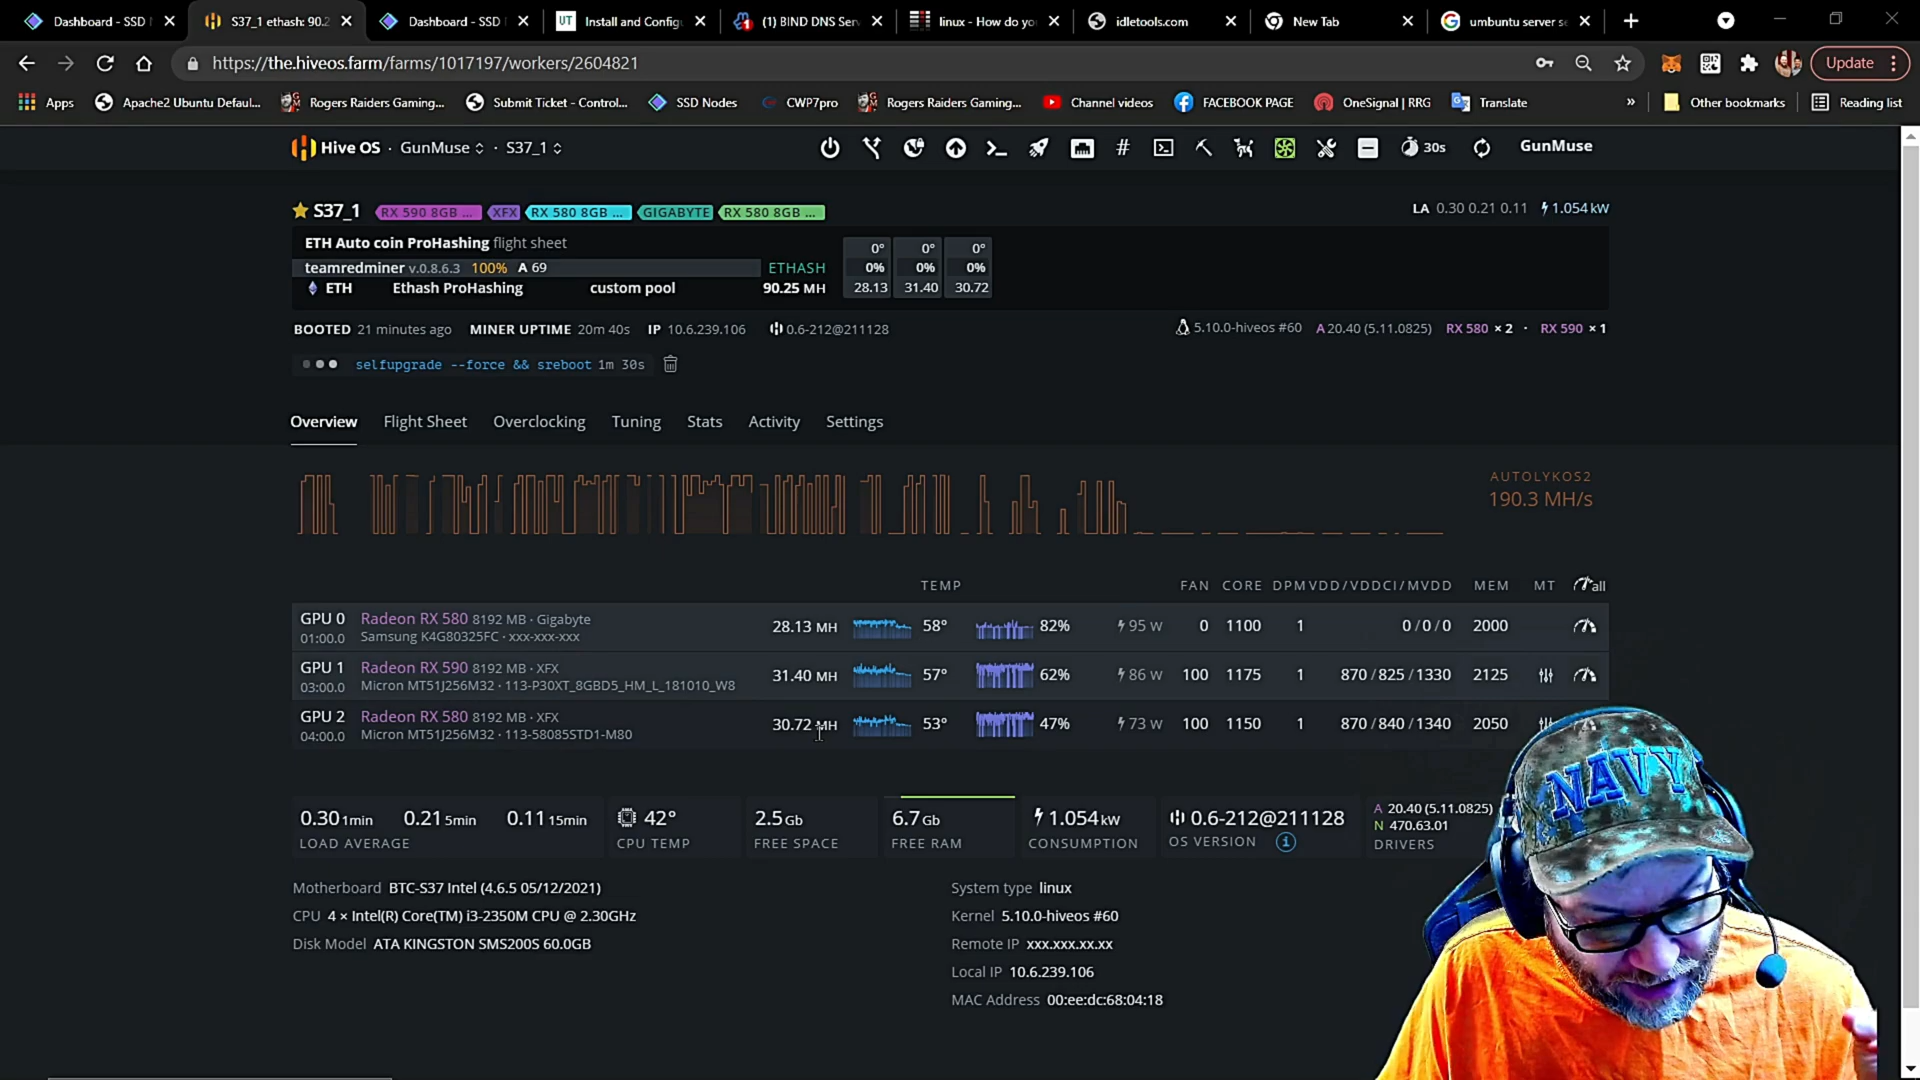 Dashboard - SSD N
S37_1 ethash: 90.2
Dashboard - SSD N
UT Install and Configu
(1) BIND DNS Serv
linux - How do yo
idletools.com
New Tab
umbuntu server se
https://the.hiveos.farm/farms/1017197/workers/2604821
Update
Apps
Apache2 Ubuntu Defaul...
Rogers Raiders Gaming...
Submit Ticket - Control...
SSD Nodes
CWP7pro
Rogers Raiders Gaming...
Channel videos
FACEBOOK PAGE
OneSignal | RRG
Translate
»
Other bookmarks
Reading list
Hive OS · GunMuse · S37_1
30s
GunMuse
S37_1 RX 590 8GB ... XFX RX 580 8GB ... GIGABYTE RX 580 8GB ...
LA 0.30 0.21 0.11 1.054 kW
ETH Auto coin ProHashing flight sheet
0° 0° 0°
teamredminer v.0.8.6.3 100% A 69 ETHASH
0% 0% 0%
ETH Ethash ProHashing custom pool 90.25 MH
28.13 31.40 30.72
BOOTED 21 minutes ago MINER UPTIME 20m 40s IP 10.6.239.106 0.6-212@211128
5.10.0-hiveos #60 A 20.40 (5.11.0825) RX 580 × 2 · RX 590 × 1
selfupgrade --force && sreboot 1m 30s
Overview Flight Sheet Overclocking Tuning Stats Activity Settings
AUTOLYKOS2
190.3 MH/s
TEMP FAN CORE DPM VDD/VDDCI/MVDD MEM MT all
GPU 0 Radeon RX 580 8192 MB · Gigabyte
01:00.0 Samsung K4G80325FC · xxx-xxx-xxx
28.13 MH 58° 82% 95 W 0 1100 1 0/0/0 2000
GPU 1 Radeon RX 590 8192 MB · XFX
03:00.0 Micron MT51J256M32 · 113-P30XT_8GBD5_HM_L_181010_W8
31.40 MH 57° 62% 86 W 100 1175 1 870/825/1330 2125
GPU 2 Radeon RX 580 8192 MB · XFX
04:00.0 Micron MT51J256M32 · 113-58085STD1-M80
30.72 MH 53° 47% 73 W 100 1150 1 870/840/1340 2050
0.30 1min 0.21 5min 0.11 15min
LOAD AVERAGE
42°
CPU TEMP
2.5 Gb
FREE SPACE
6.7 Gb
FREE RAM
1.054 kW
CONSUMPTION
0.6-212@211128
OS VERSION
A 20.40 (5.11.0825)
N 470.63.01
DRIVERS
Motherboard BTC-S37 Intel (4.6.5 05/12/2021)
CPU 4 × Intel(R) Core(TM) i3-2350M CPU @ 2.30GHz
Disk Model ATA KINGSTON SMS200S 60.0GB
System type linux
Kernel 5.10.0-hiveos #60
Remote IP xxx.xxx.xx.xx
Local IP 10.6.239.106
MAC Address 00:ee:dc:68:04:18
NAVY